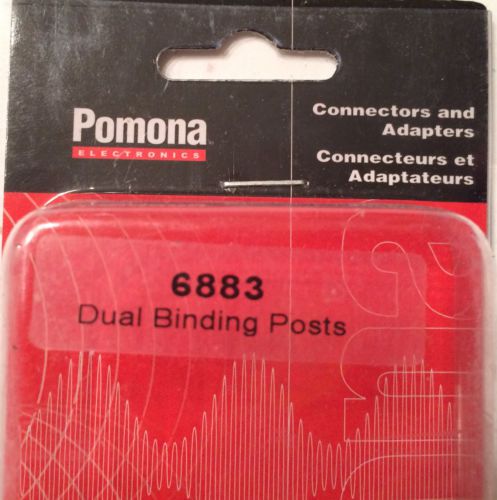 Pomona
ELECTRONICS
Connectors and
Adapters
Connecteurs et
Adaptateurs
6883
Dual Binding Posts